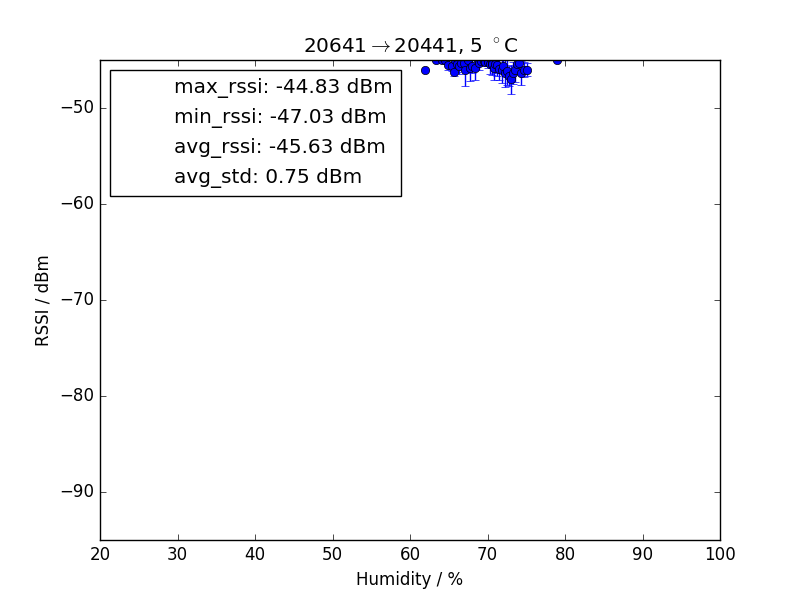 20641→20441, 5 °C
max_rssi: -44.83 dBm
min_rssi: -47.03 dBm
avg_rssi: -45.63 dBm
avg_std: 0.75 dBm
RSSI / dBm
−50
−60
−70
−80
−90
20 30 40 50 60 70 80 90 100
Humidity / %